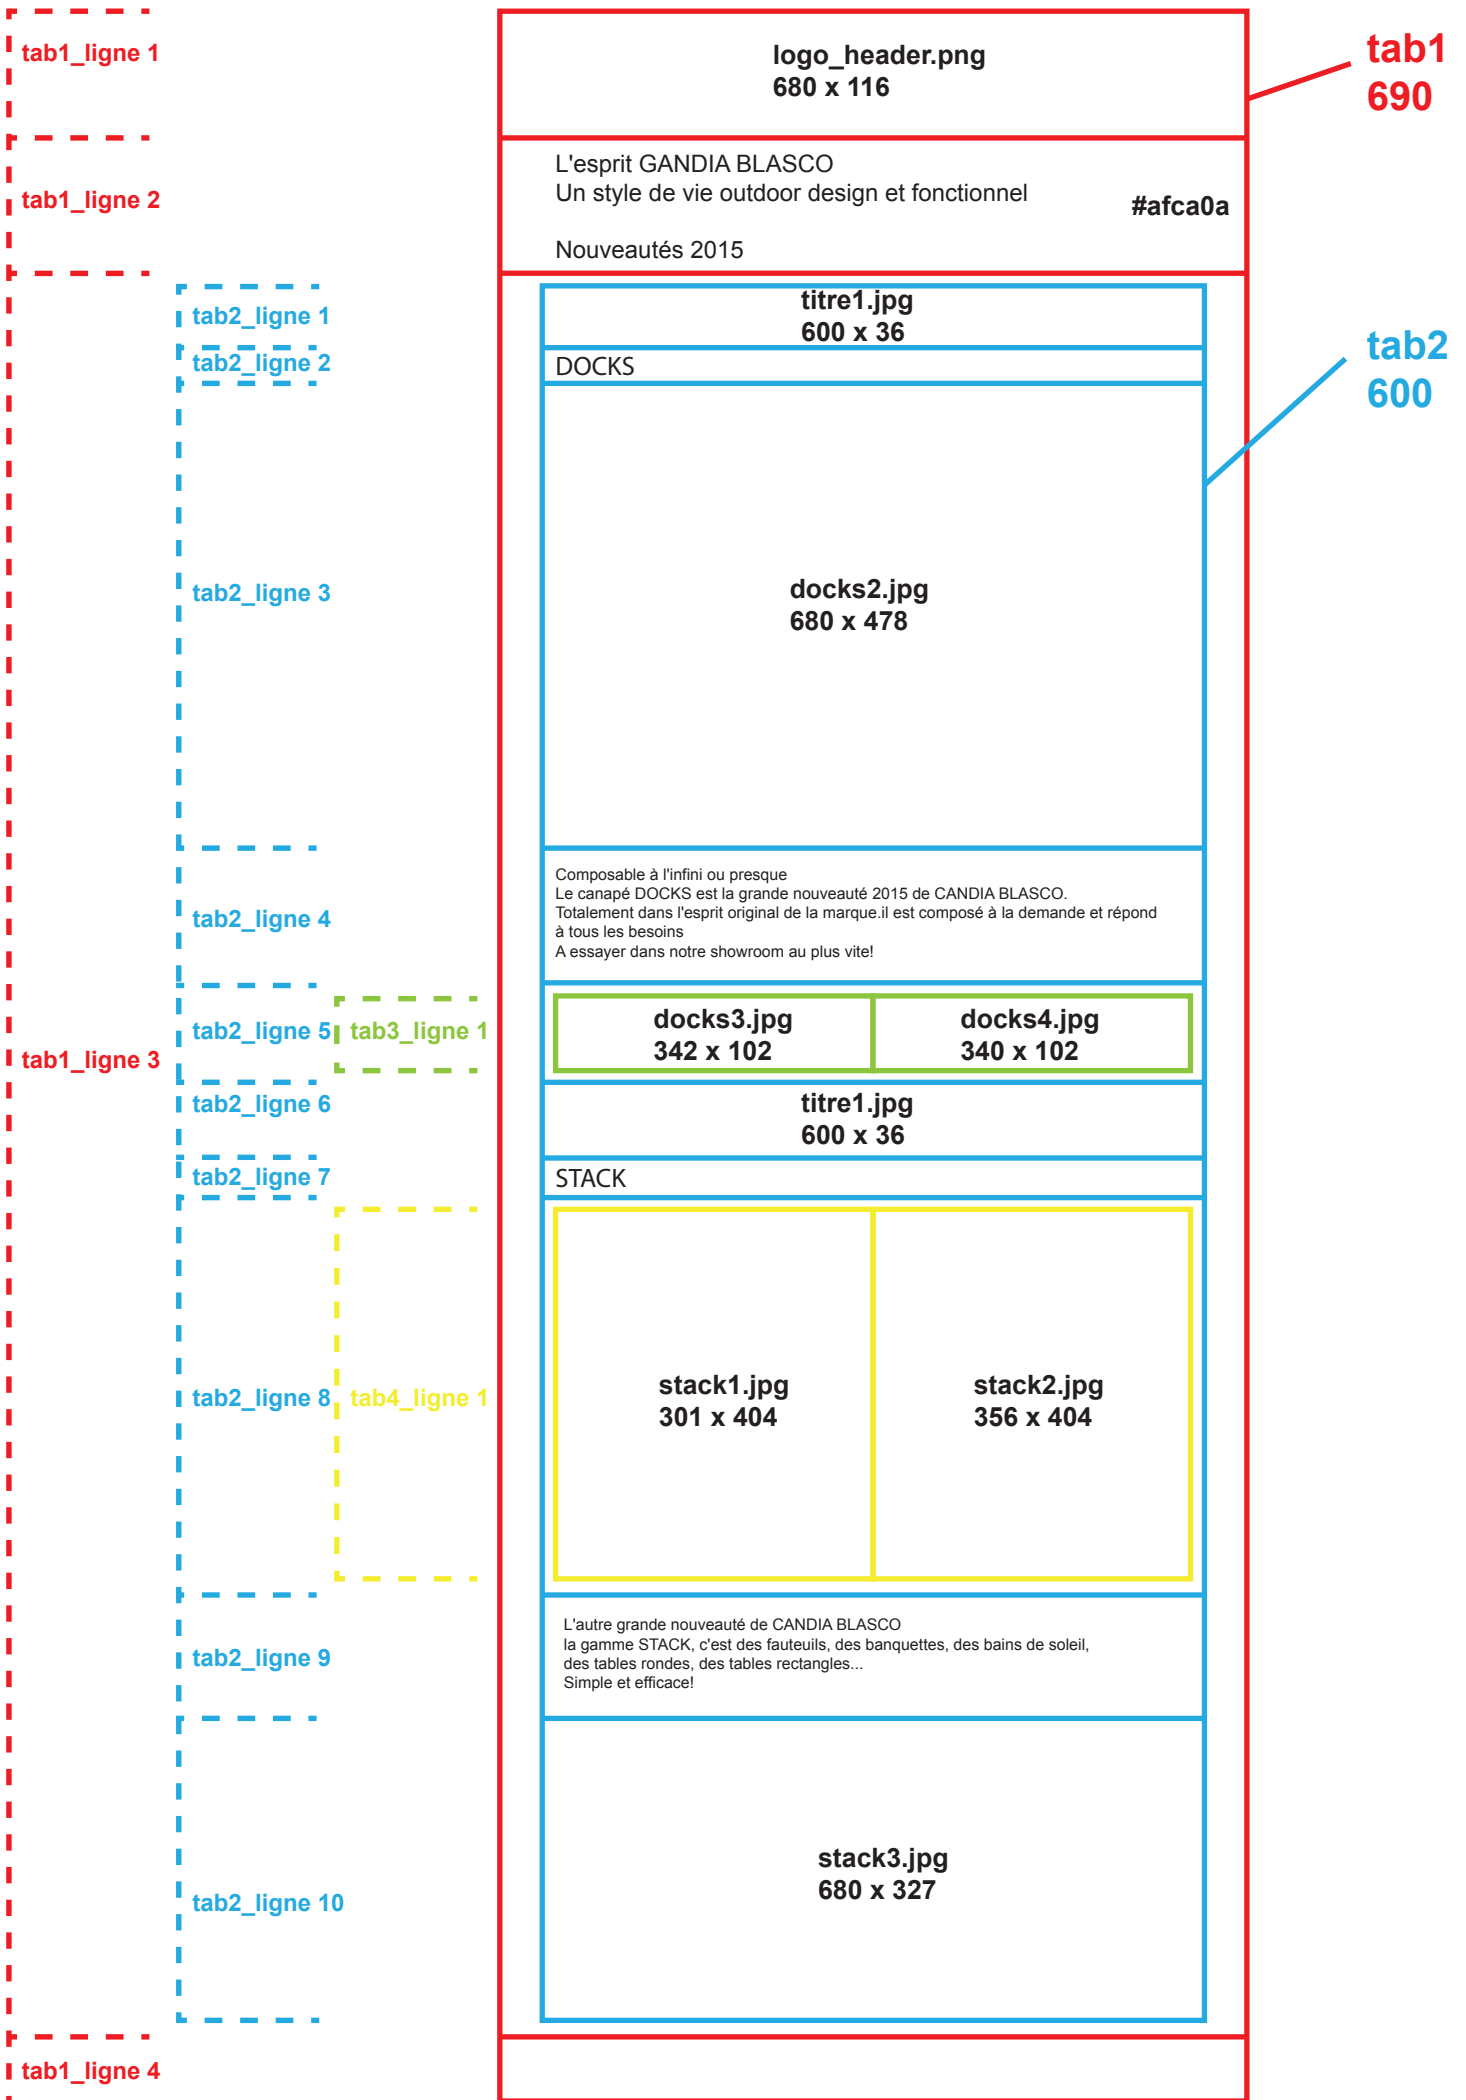 tab1_ligne 1
logo_header.png
680 x 116
tab1
690
tab1_ligne 2
L'esprit GANDIA BLASCO
Un style de vie outdoor design et fonctionnel
#afca0a
Nouveautés 2015
tab2_ligne 1
titre1.jpg
600 x 36
tab2
600
tab2_ligne 2
DOCKS
tab2_ligne 3
docks2.jpg
680 x 478
tab2_ligne 4
Composable à l'infini ou presque
Le canapé DOCKS est la grande nouveauté 2015 de CANDIA BLASCO.
Totalement dans l'esprit original de la marque.il est composé à la demande et répond
à tous les besoins
A essayer dans notre showroom au plus vite!
tab1_ligne 3
tab2_ligne 5
tab3_ligne 1
docks3.jpg
342 x 102
docks4.jpg
340 x 102
tab2_ligne 6
titre1.jpg
600 x 36
tab2_ligne 7
STACK
tab2_ligne 8
tab4_ligne 1
stack1.jpg
301 x 404
stack2.jpg
356 x 404
tab2_ligne 9
L'autre grande nouveauté de CANDIA BLASCO
la gamme STACK, c'est des fauteuils, des banquettes, des bains de soleil,
des tables rondes, des tables rectangles...
Simple et efficace!
tab2_ligne 10
stack3.jpg
680 x 327
tab1_ligne 4